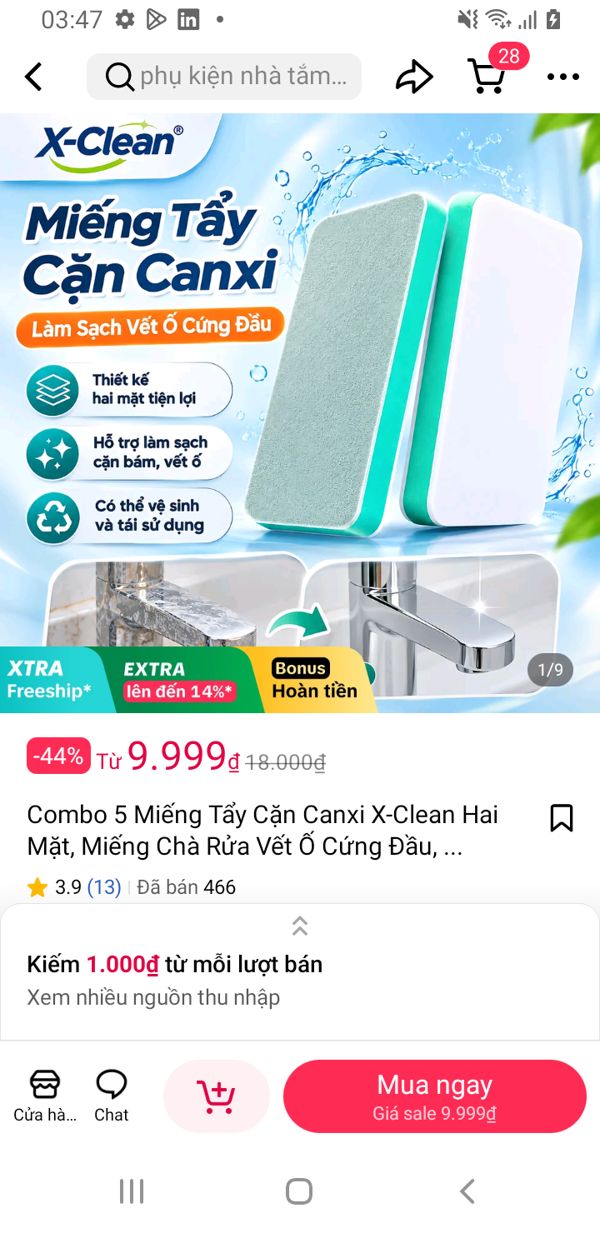 03:47
28
phụ kiện nhà tắm...
X-Clean®
Miếng Tẩy
Cặn Canxi
Làm Sạch Vết Ố Cứng Đầu
Thiết kế
hai mặt tiện lợi
Hỗ trợ làm sạch
cặn bám, vết ố
Có thể vệ sinh
và tái sử dụng
XTRA
Freeship*
EXTRA
lên đến 14%*
Bonus
Hoàn tiền
1/9
-44% Từ 9.999₫ 18.000₫
Combo 5 Miếng Tẩy Cặn Canxi X-Clean Hai
Mặt, Miếng Chà Rửa Vết Ố Cứng Đầu, ...
3.9 (13) Đã bán 466
Kiếm 1.000₫ từ mỗi lượt bán
Xem nhiều nguồn thu nhập
Cửa hà...
Chat
Mua ngay
Giá sale 9.999₫